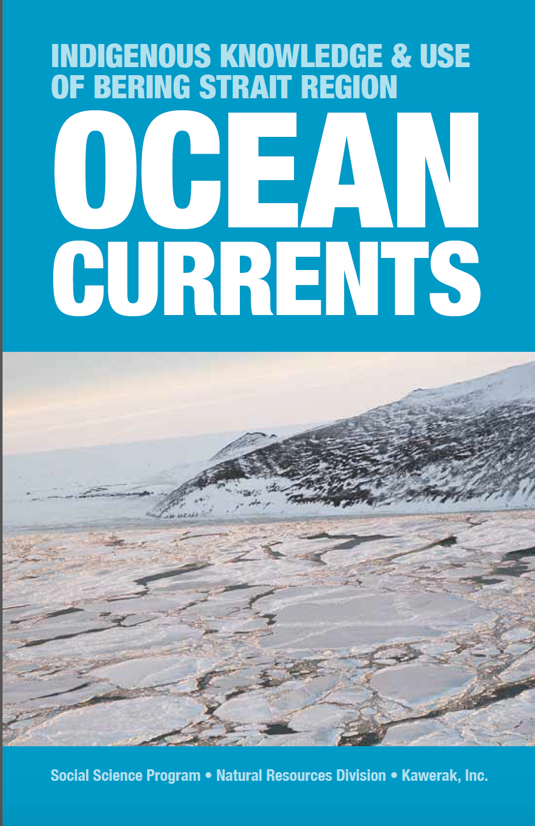 INDIGENOUS KNOWLEDGE & USE
OF BERING STRAIT REGION
OCEAN
CURRENTS
Social Science Program • Natural Resources Division • Kawerak, Inc.